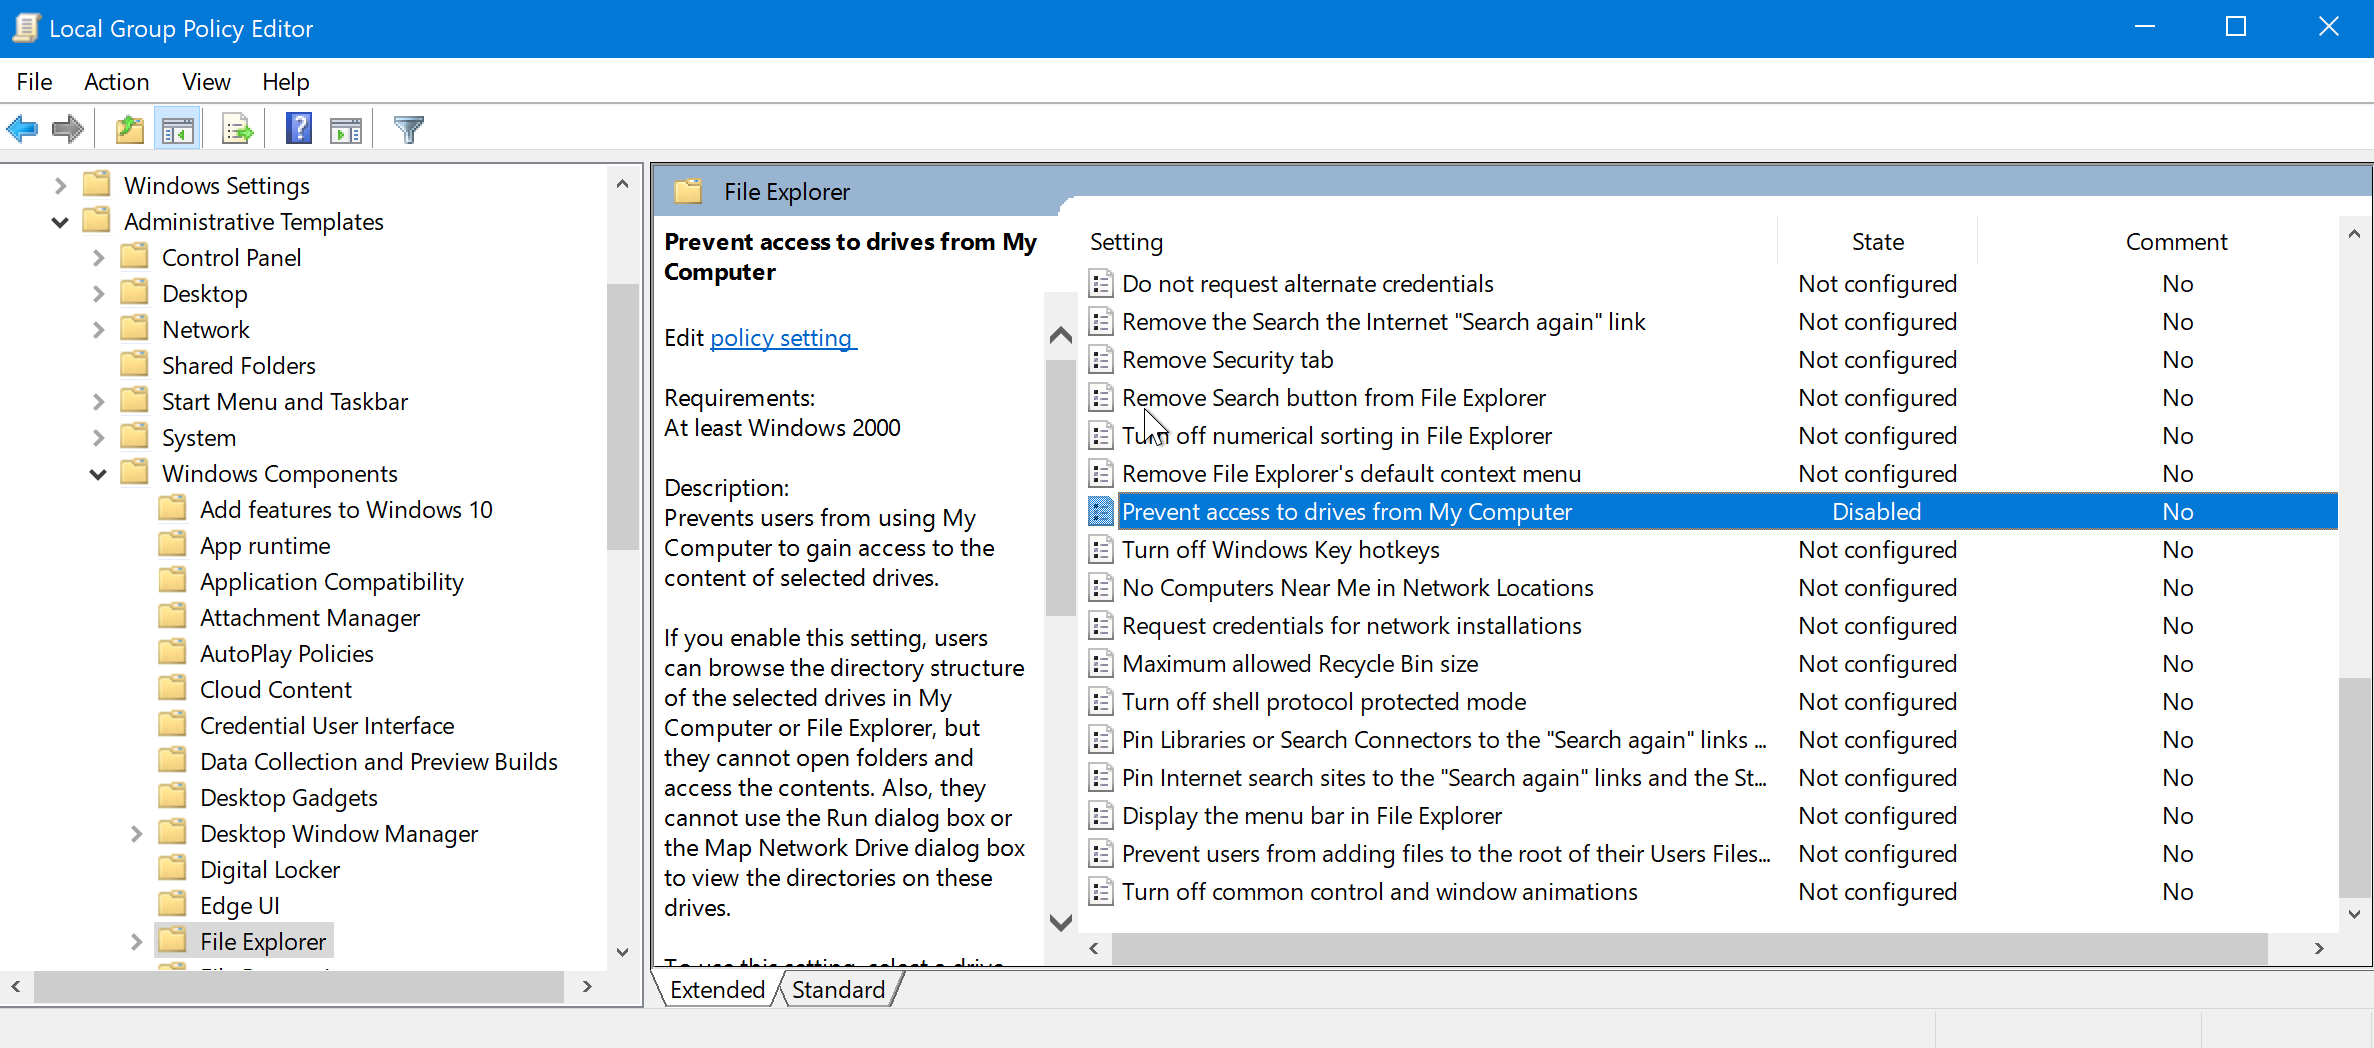 Local Group Policy Editor
File Action View Help
Windows Settings
Administrative Templates
Control Panel
Desktop
Network
Shared Folders
Start Menu and Taskbar
System
Windows Components
Add features to Windows 10
App runtime
Application Compatibility
Attachment Manager
AutoPlay Policies
Cloud Content
Credential User Interface
Data Collection and Preview Builds
Desktop Gadgets
Desktop Window Manager
Digital Locker
Edge UI
File Explorer
File Explorer
Prevent access to drives from My
Computer
Edit policy setting
Requirements:
At least Windows 2000
Description:
Prevents users from using My
Computer to gain access to the
content of selected drives.
If you enable this setting, users
can browse the directory structure
of the selected drives in My
Computer or File Explorer, but
they cannot open folders and
access the contents. Also, they
cannot use the Run dialog box or
the Map Network Drive dialog box
to view the directories on these
drives.
To use this setting, select a drive
Setting State Comment
Do not request alternate credentials Not configured No
Remove the Search the Internet "Search again" link Not configured No
Remove Security tab Not configured No
Remove Search button from File Explorer Not configured No
Turn off numerical sorting in File Explorer Not configured No
Remove File Explorer's default context menu Not configured No
Prevent access to drives from My Computer Disabled No
Turn off Windows Key hotkeys Not configured No
No Computers Near Me in Network Locations Not configured No
Request credentials for network installations Not configured No
Maximum allowed Recycle Bin size Not configured No
Turn off shell protocol protected mode Not configured No
Pin Libraries or Search Connectors to the "Search again" links ... Not configured No
Pin Internet search sites to the "Search again" links and the St... Not configured No
Display the menu bar in File Explorer Not configured No
Prevent users from adding files to the root of their Users Files... Not configured No
Turn off common control and window animations Not configured No
Extended Standard